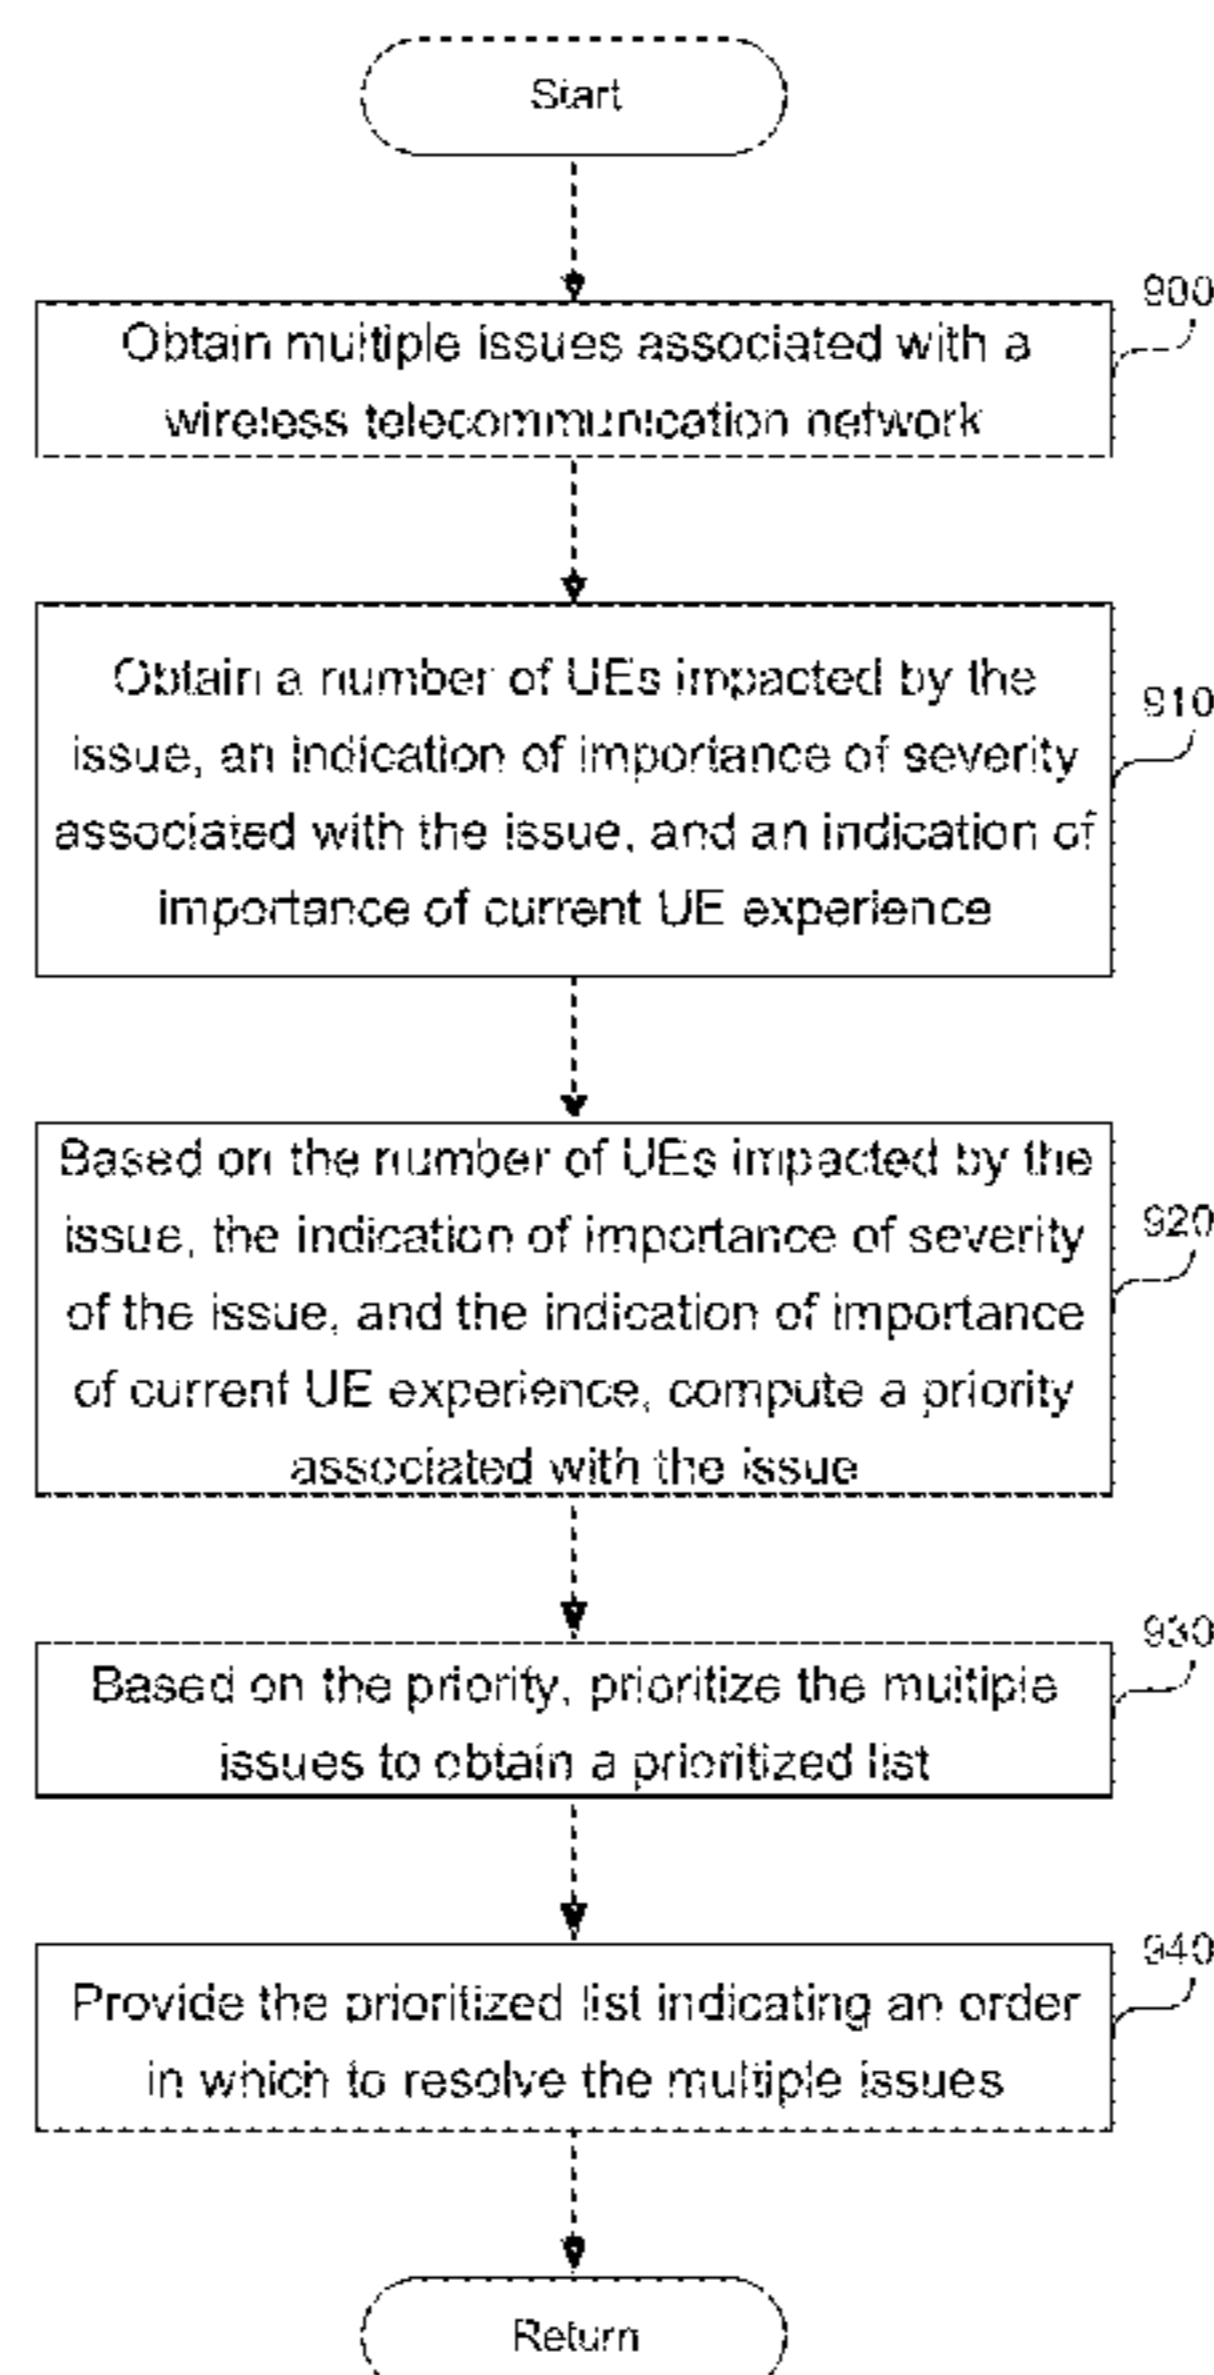 Start
900
Obtain multiple issues associated with a
wireless telecommunication network
910
Obtain a number of UEs impacted by the
issue, an indication of importance of severity
associated with the issue, and an indication of
importance of current UE experience
920
Based on the number of UEs impacted by the
issue, the indication of importance of severity
of the issue, and the indication of importance
of current UE experience, compute a priority
associated with the issue
930
Based on the priority, prioritize the multiple
issues to obtain a prioritized list
940
Provide the prioritized list indicating an order
in which to resolve the multiple issues
Return